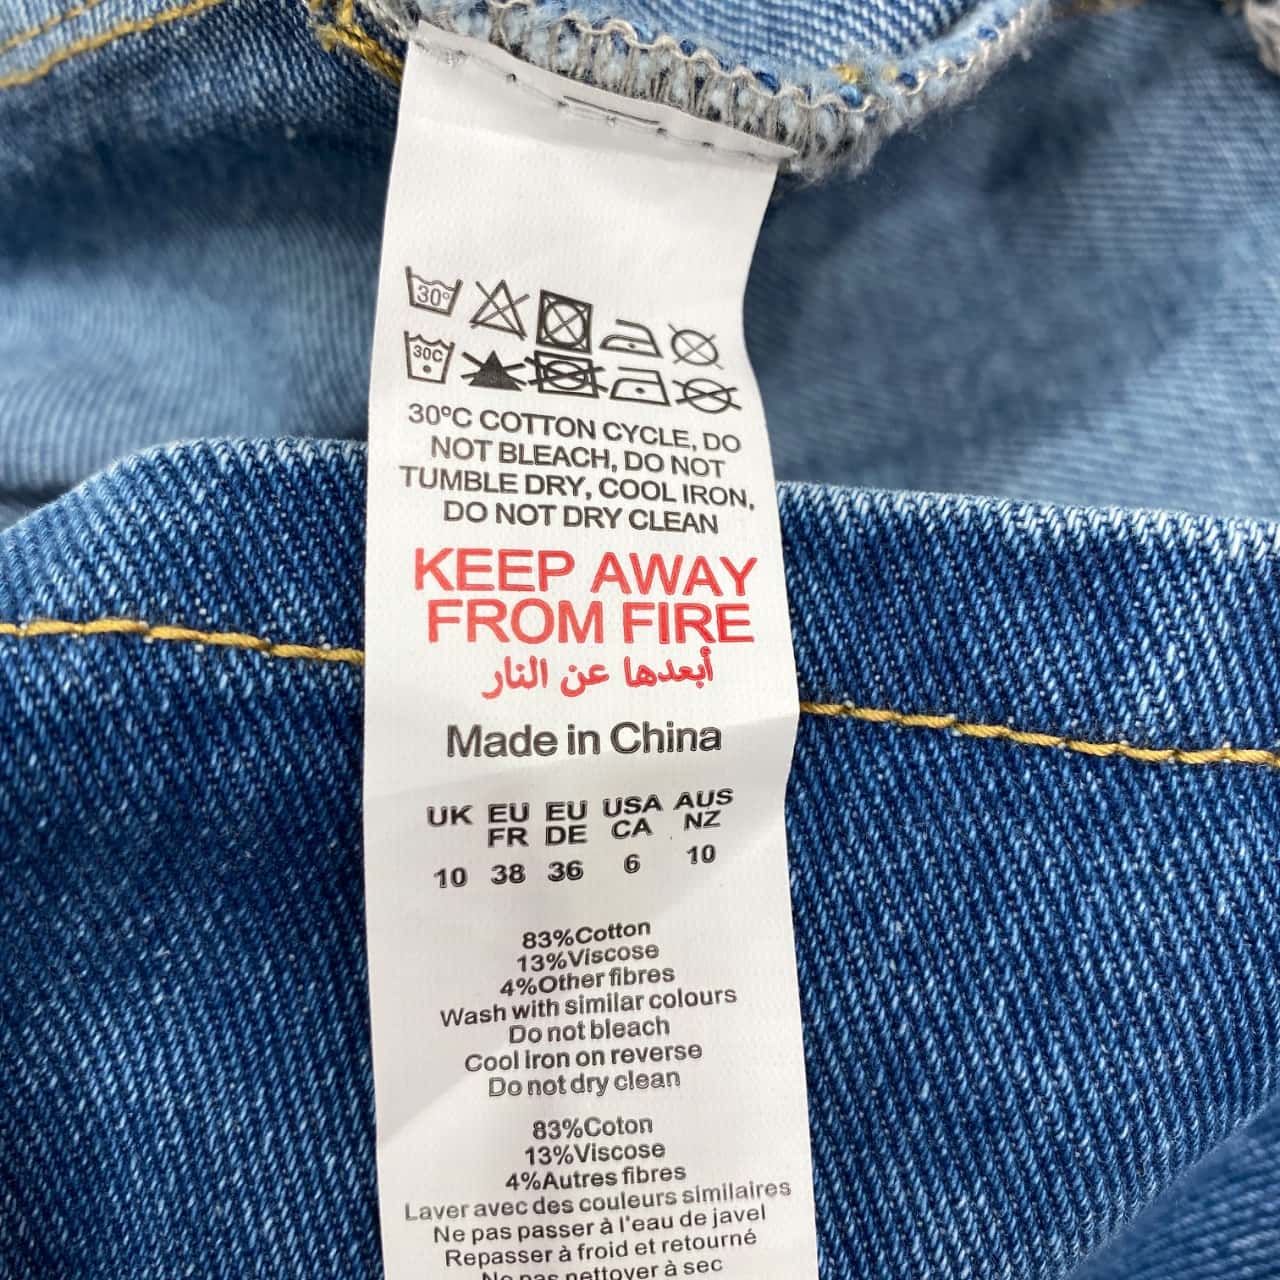 30°
30C
30°C COTTON CYCLE, DO
NOT BLEACH, DO NOT
TUMBLE DRY, COOL IRON,
DO NOT DRY CLEAN
KEEP AWAY
FROM FIRE
أبعدها عن النار
Made in China
UK EU EU USA AUS
FR DE CA NZ
10 38 36 6 10
83%Cotton
13%Viscose
4%Other fibres
Wash with similar colours
Do not bleach
Cool iron on reverse
Do not dry clean
83%Coton
13%Viscose
4%Autres fibres
Laver avec des couleurs similaires
Ne pas passer à l'eau de javel
Repasser à froid et retourné
Ne pas nettoyer à sec